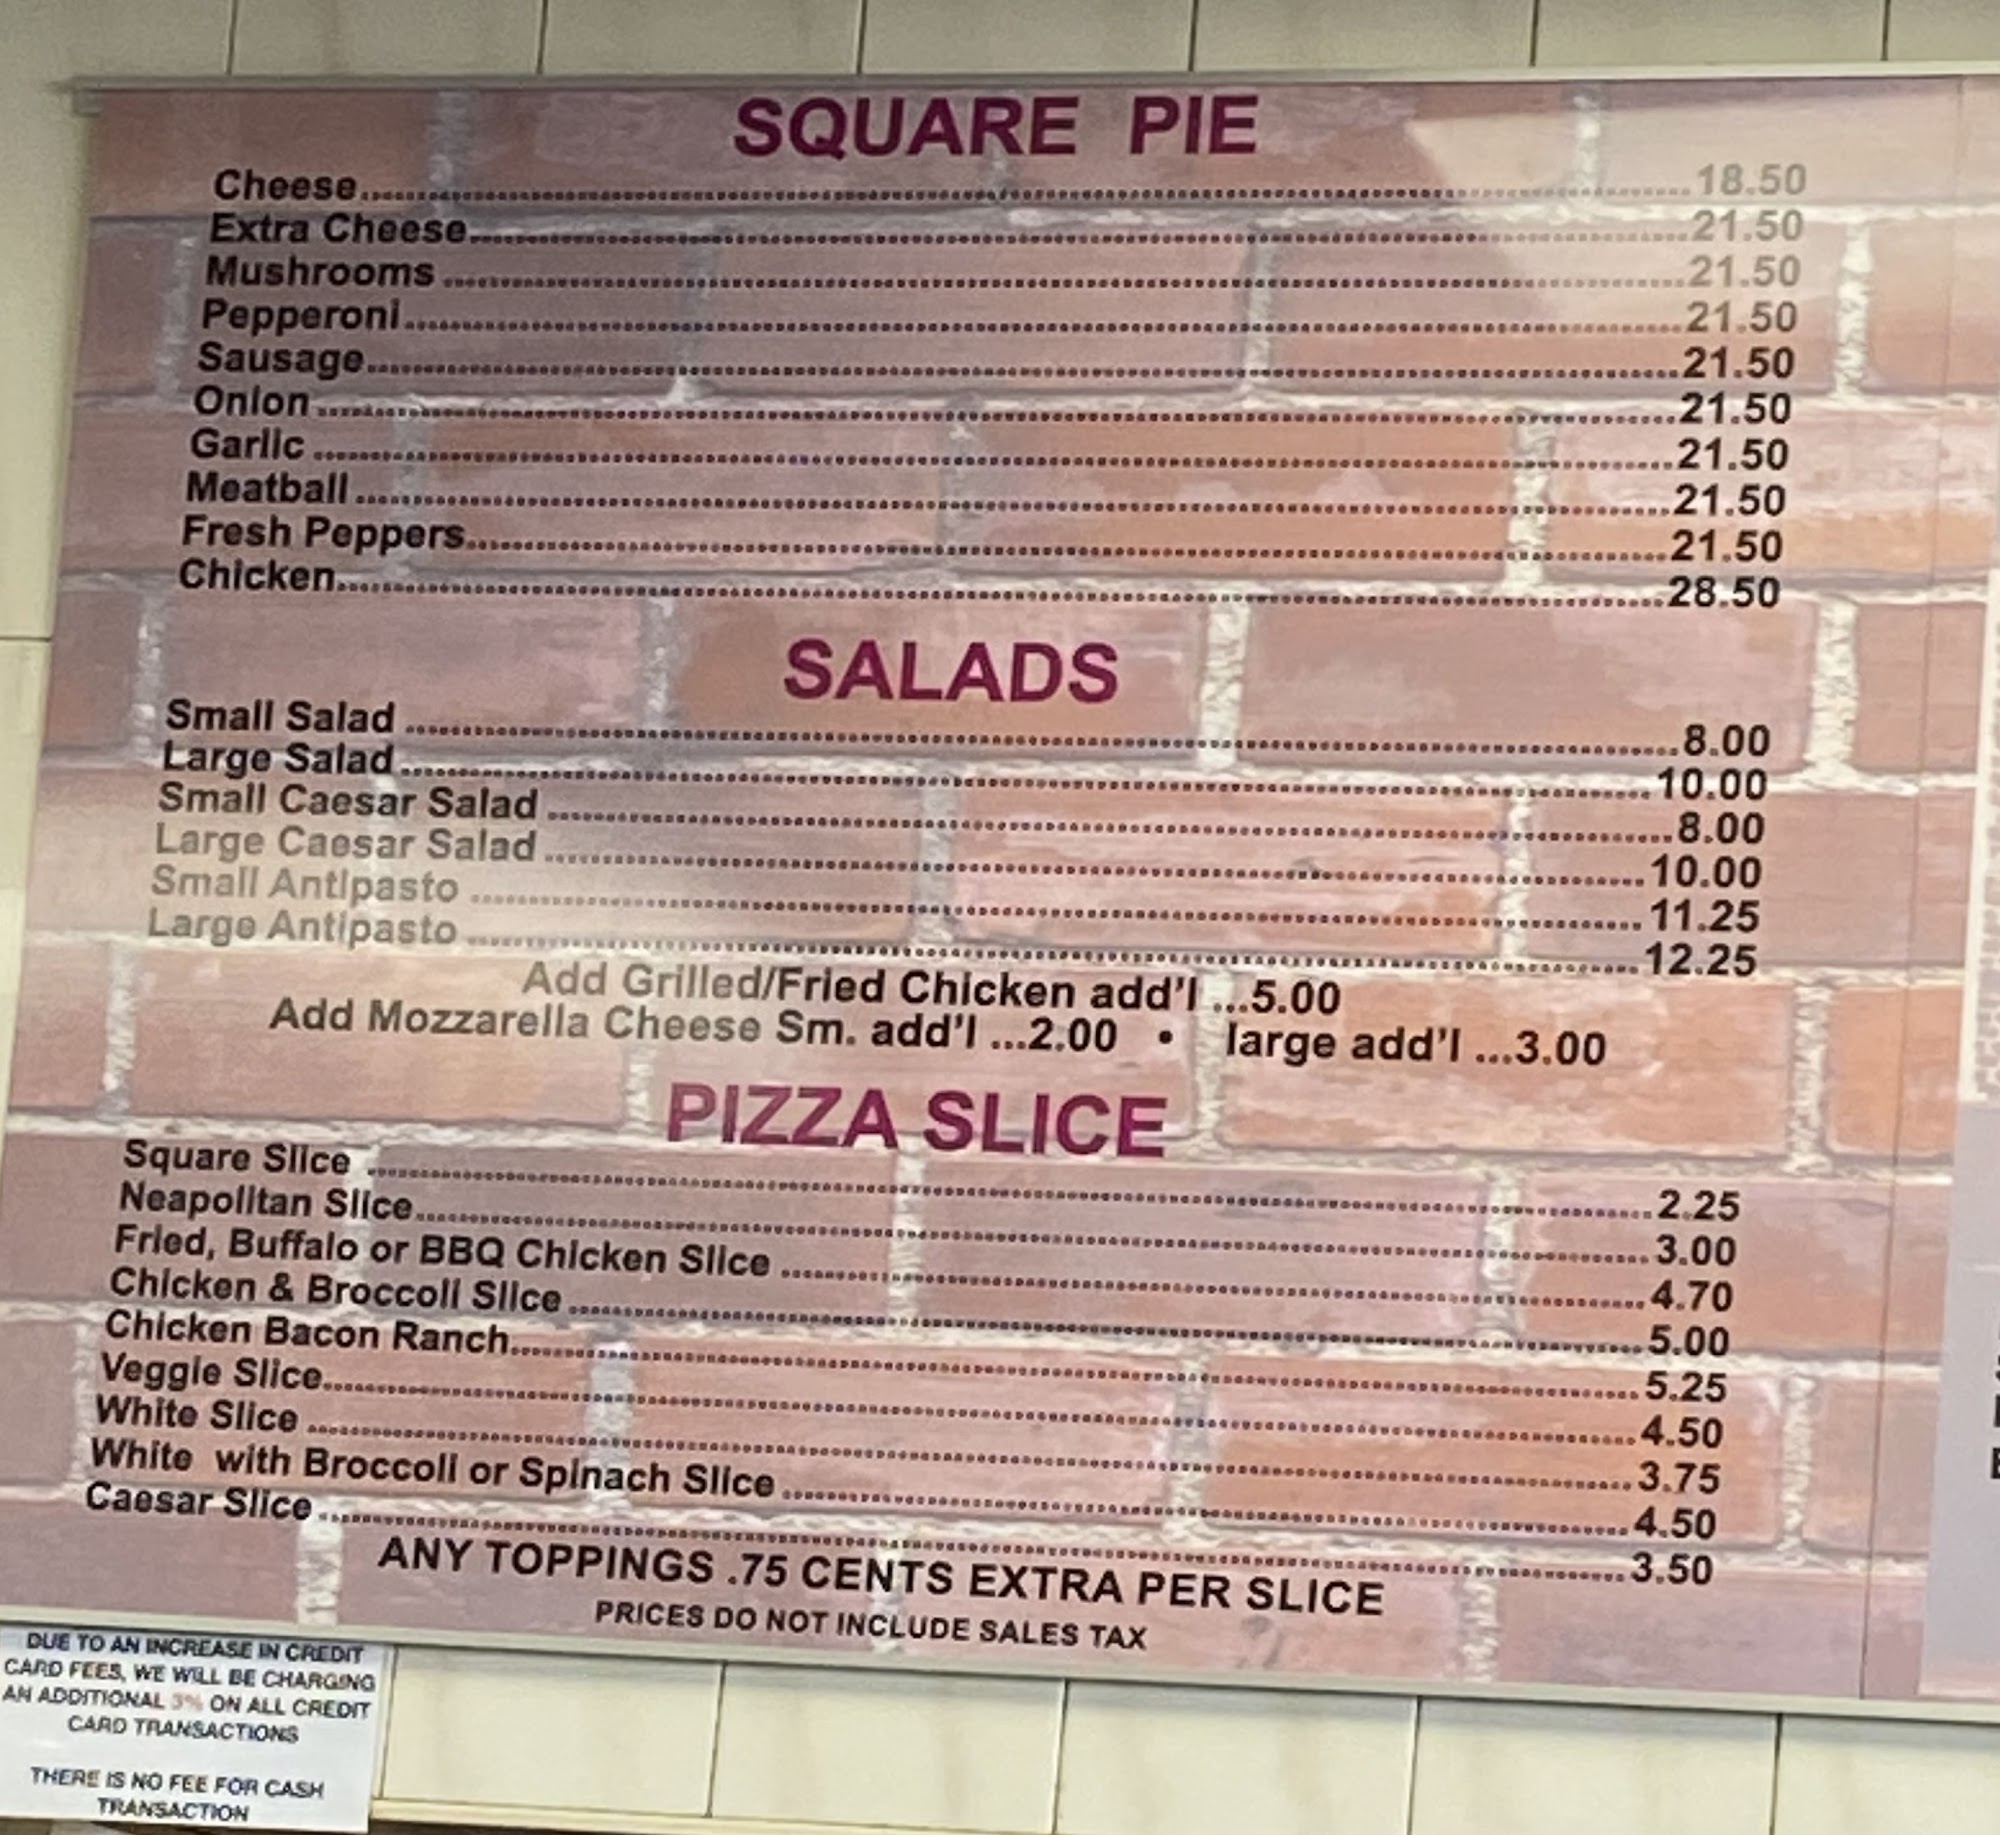 SQUARE PIE
Cheese 18.50
Extra Cheese 21.50
Mushrooms 21.50
Pepperoni 21.50
Sausage 21.50
Onion 21.50
Garlic 21.50
Meatball 21.50
Fresh Peppers 21.50
Chicken 28.50
SALADS
Small Salad 8.00
Large Salad 10.00
Small Caesar Salad 8.00
Large Caesar Salad 10.00
Small Antipasto 11.25
Large Antipasto 12.25
Add Grilled/Fried Chicken add'l ...5.00
Add Mozzarella Cheese Sm. add'l ...2.00 • large add'l ...3.00
PIZZA SLICE
Square Slice 2.25
Neapolitan Slice 3.00
Fried, Buffalo or BBQ Chicken Slice 4.70
Chicken & Broccoli Slice 5.00
Chicken Bacon Ranch 5.25
Veggie Slice 4.50
White Slice 3.75
White with Broccoli or Spinach Slice 4.50
Caesar Slice 3.50
ANY TOPPINGS .75 CENTS EXTRA PER SLICE
PRICES DO NOT INCLUDE SALES TAX
DUE TO AN INCREASE IN CREDIT
CARD FEES, WE WILL BE CHARGING
AN ADDITIONAL 3% ON ALL CREDIT
CARD TRANSACTIONS
THERE IS NO FEE FOR CASH
TRANSACTION